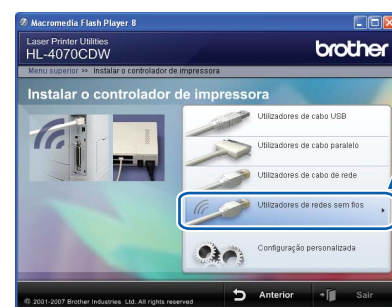 Macromedia Flash Player 8
Laser Printer Utilities
HL-4070CDW
brother
Menu superior >> Instalar o controlador de impressora
Instalar o controlador de impressora
Utilizadores de cabo USB
Utilizadores de cabo paralelo
Utilizadores de cabo de rede
Utilizadores de redes sem fios
Configuração personalizada
© 2001-2007 Brother Industries Ltd. All rights reserved
Anterior
Sair